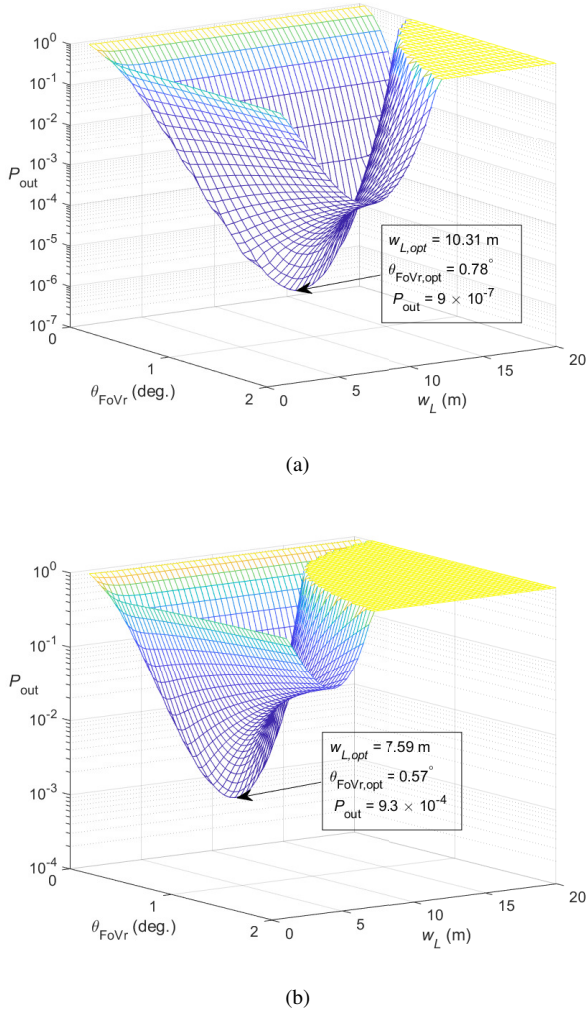 10^0
10^-1
10^-2
10^-3
P_out
10^-4
10^-5
10^-6
10^-7
w_L,opt = 10.31 m
θ_FoVr,opt = 0.78°
P_out = 9 × 10^-7
0
1
2
θ_FoVr (deg.)
0
5
10
15
20
w_L (m)
(a)
10^0
10^-1
P_out
10^-2
10^-3
10^-4
w_L,opt = 7.59 m
θ_FoVr,opt = 0.57°
P_out = 9.3 × 10^-4
0
1
2
θ_FoVr (deg.)
0
5
10
15
20
w_L (m)
(b)